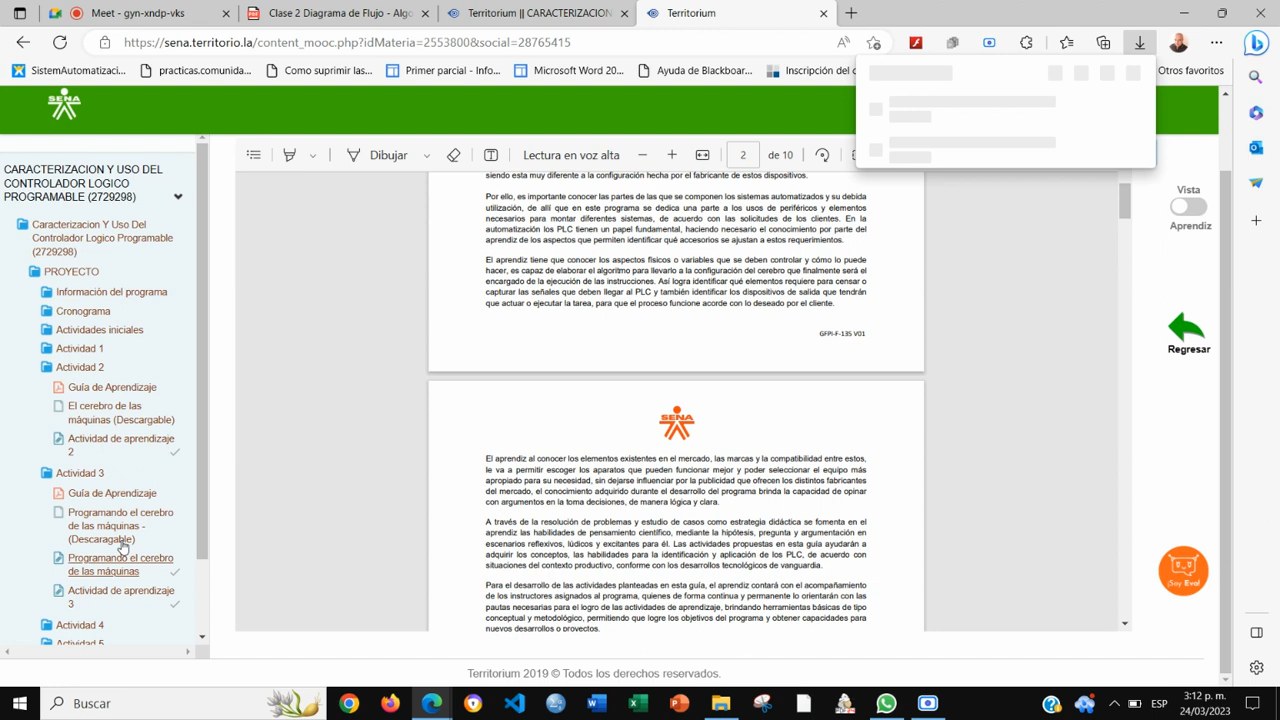 Meet - gyn-ndqp-vks
Clase 2 Diagrama de Flujo - Algo
Territorium || CARACTERIZACION
Territorium
https://sena.territorio.la/content_mooc.php?idMateria=2553800&social=28765415
SistemAutomatizaci...
practicas.comunida...
Como suprimir las...
Primer parcial - Info...
Microsoft Word 20...
Ayuda de Blackboar...
Inscripción del c
Otros favoritos
SENA
Dibujar
Lectura en voz alta
2
de 10
CARACTERIZACION Y USO DEL
CONTROLADOR LOGICO
PROGRAMABLE (2729298)
Caracterizacion Y Uso Del
Controlador Logico Programable
(2729298)
PROYECTO
Información del programa
Cronograma
Actividades iniciales
Actividad 1
Actividad 2
Guía de Aprendizaje
El cerebro de las
máquinas (Descargable)
Actividad de aprendizaje
2
Actividad 3
Guía de Aprendizaje
Programando el cerebro
de las máquinas -
(Descaragable)
Programando el cerebro
de las máquinas
Actividad de aprendizaje
3
Actividad 4
Actividad 5
siendo esta muy diferente a la configuración hecha por el fabricante de estos dispositivos.
Por ello, es importante conocer las partes de las que se componen los sistemas automatizados y su debida
utilización, de allí que en este programa se dedica una parte a los usos de periféricos y elementos
necesarios para montar diferentes sistemas, de acuerdo con las solicitudes de los clientes. En la
automatización los PLC tienen un papel fundamental, haciendo necesario el conocimiento por parte del
aprendiz de los aspectos que permiten identificar qué accesorios se ajustan a estos requerimientos.
El aprendiz tiene que conocer los aspectos físicos o variables que se deben controlar y cómo lo puede
hacer, es capaz de elaborar el algoritmo para llevarlo a la configuración del cerebro que finalmente será el
encargado de la ejecución de las instrucciones. Así logra identificar qué elementos requiere para censar o
capturar las señales que deben llegar al PLC y también identificar los dispositivos de salida que tendrán
que actuar o ejecutar la tarea, para que el proceso funcione acorde con lo deseado por el cliente.
GFPI-F-135 V01
SENA
El aprendiz al conocer los elementos existentes en el mercado, las marcas y la compatibilidad entre estos,
le va a permitir escoger los aparatos que pueden funcionar mejor y poder seleccionar el equipo más
apropiado para su necesidad, sin dejarse influenciar por la publicidad que ofrecen los distintos fabricantes
del mercado, el conocimiento adquirido durante el desarrollo del programa brinda la capacidad de opinar
con argumentos en la toma decisiones, de manera lógica y clara.
A través de la resolución de problemas y estudio de casos como estrategia didáctica se fomenta en el
aprendiz las habilidades de pensamiento científico, mediante la hipótesis, pregunta y argumentación en
escenarios reflexivos, lúdicos y excitantes para él. Las actividades propuestas en esta guía ayudarán a
adquirir los conceptos, las habilidades para la identificación y aplicación de los PLC, de acuerdo con
situaciones del contexto productivo, conforme con los desarrollos tecnológicos de vanguardia.
Para el desarrollo de las actividades planteadas en esta guía, el aprendiz contará con el acompañamiento
de los instructores asignados al programa, quienes de forma continua y permanente lo orientarán con las
pautas necesarias para el logro de las actividades de aprendizaje, brindando herramientas básicas de tipo
conceptual y metodológico, permitiendo que logre los objetivos del programa y obtener capacidades para
nuevos desarrollos o proyectos.
Vista
Aprendiz
Regresar
¡Soy Eva!
Territorium 2019 © Todos los derechos reservados.
Buscar
ESP
3:12 p. m.
24/03/2023